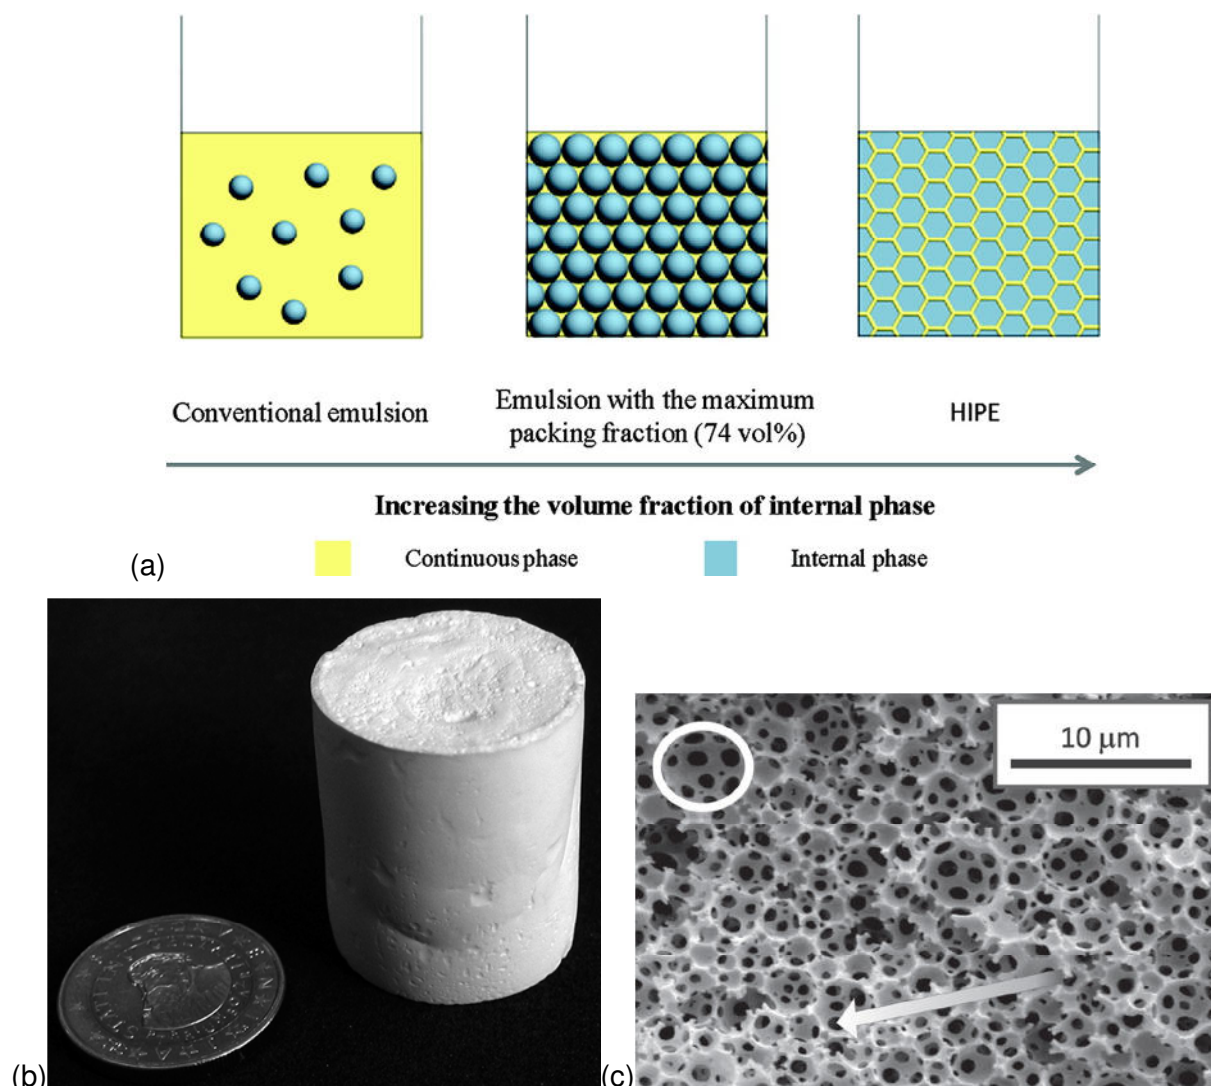 Conventional emulsion
Emulsion with the maximum
packing fraction (74 vol%)
HIPE
Increasing the volume fraction of internal phase
(a)
Continuous phase
Internal phase
10 μm
(b)
(c)